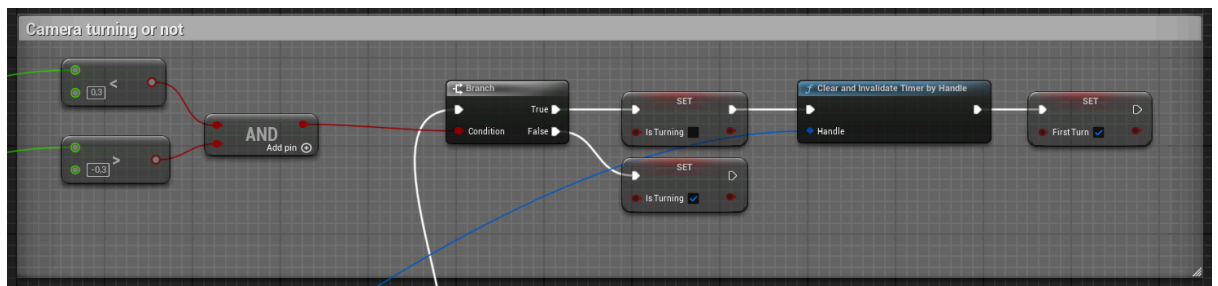 Camera turning or not
0,3
<
-0,3
>
AND
Add pin
Branch
True
Condition
False
SET
Is Turning
SET
Is Turning
f Clear and Invalidate Timer by Handle
Handle
SET
First Turn